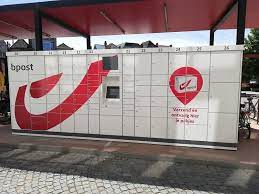 bpost
Verzend en
ontvang hier
je pakjes